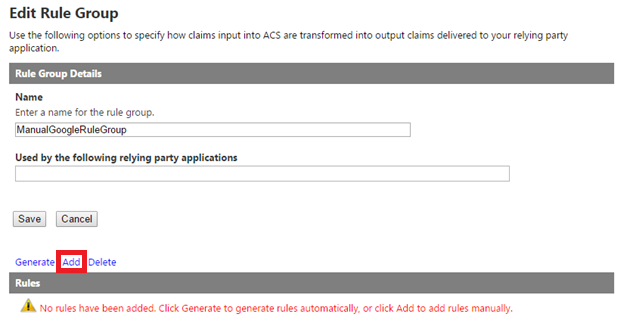 Edit Rule Group
Use the following options to specify how claims input into ACS are transformed into output claims delivered to your relying party
application.
Rule Group Details
Name
Enter a name for the rule group.
ManualGoogleRuleGroup
Used by the following relying party applications
Save Cancel
Generate Add Delete
Rules
No rules have been added. Click Generate to generate rules automatically, or click Add to add rules manually.